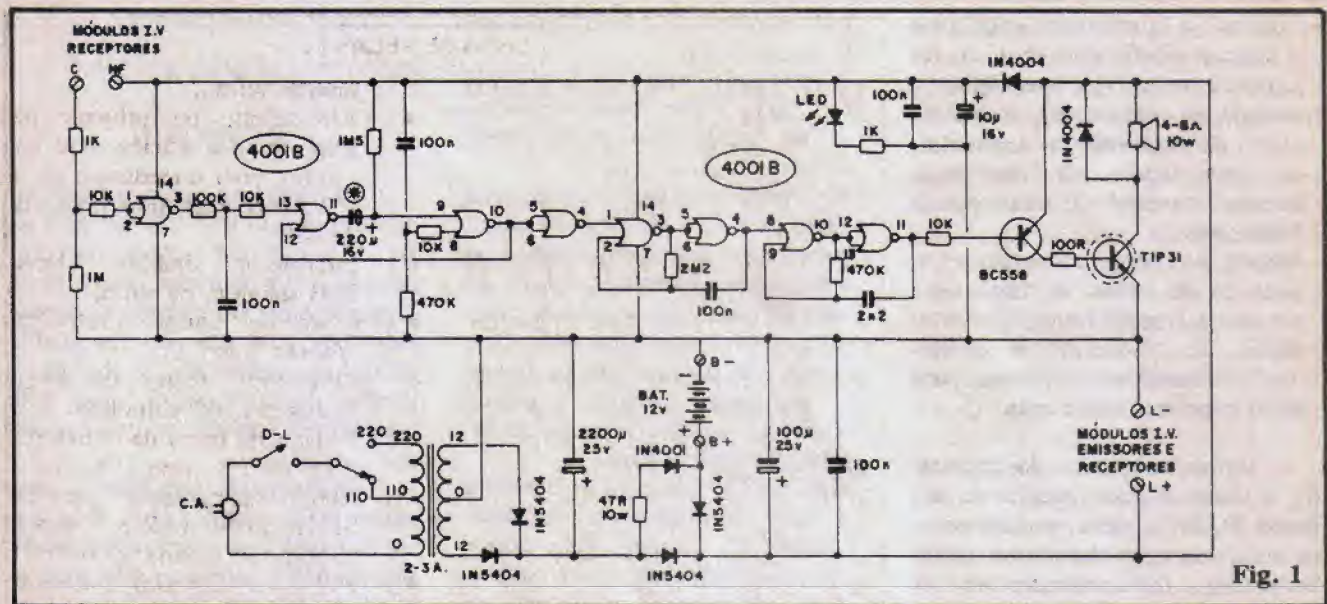 MÓDULOS I.V
RECEPTORES
C
NF
1K
10K
1M
1
2
14
3
7
4001B
100K
10K
100n
13
12
11
220µ
16v
1M5
100n
9
8
10
10K
470K
5
6
4
4001B
1
2
14
3
7
5
6
4
2M2
100n
8
9
10
12
13
11
470K
2n2
LED
1K
100n
10µ
16v
1N4004
1N4004
4-8Ω
10w
10K
BC558
100R
TIP31
C.A.
D-L
220
110
220
110
0
12
0
12
2-3A.
1N5404
1N5404
2200µ
25v
B-
BAT.
12v
B+
1N4001
47R
10w
1N5404
1N5404
100µ
25v
100n
L-
MÓDULOS I.V.
EMISSORES E
RECEPTORES
L+
Fig. 1